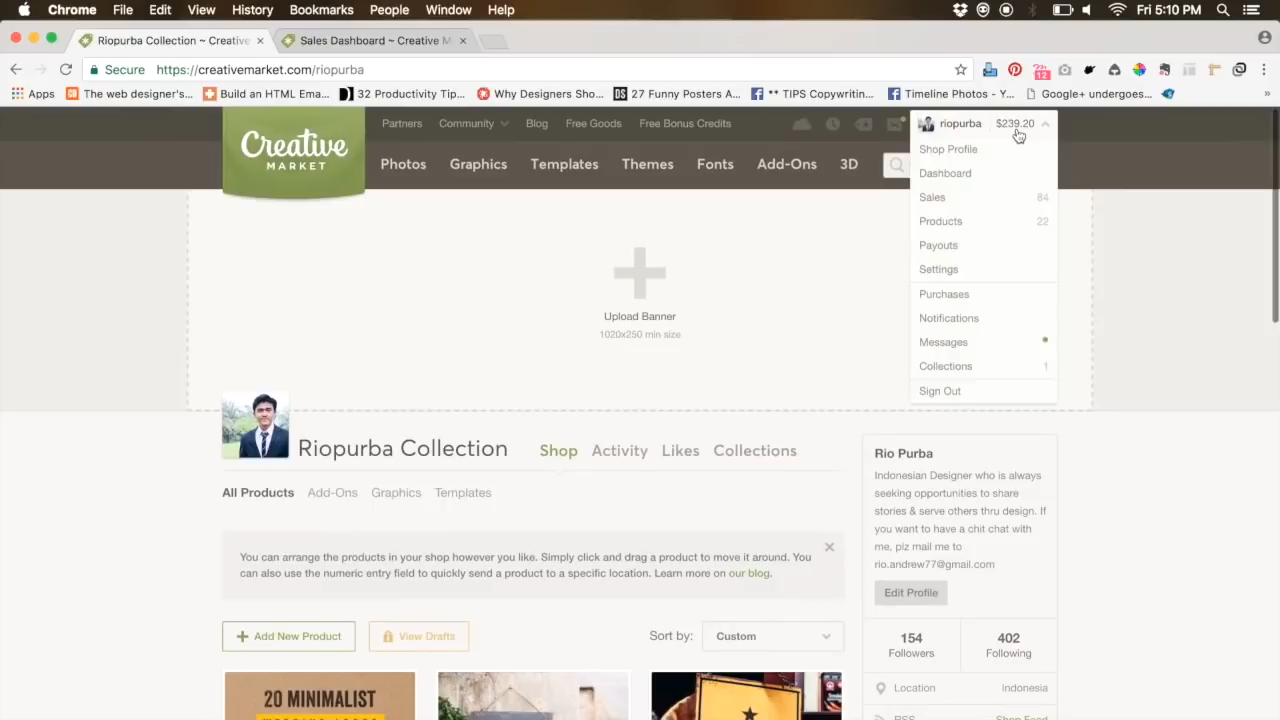 Chrome File Edit View History Bookmarks People Window Help Fri 5:10 PM
Riopurba Collection ~ Creative
Sales Dashboard ~ Creative M
Secure https://creativemarket.com/riopurba
Apps The web designer's... Build an HTML Ema... 32 Productivity Tip... Why Designers Sho... 27 Funny Posters A... ** TIPS Copywritin... Timeline Photos -... Google+ undergoes... »
Creative
MARKET
Partners Community Blog Free Goods Free Bonus Credits
riopurba $239.20
Photos Graphics Templates Themes Fonts Add-Ons 3D
Shop Profile
Dashboard
Sales 84
Products 22
Payouts
Settings
Purchases
Notifications
Messages
Collections 1
Sign Out
Upload Banner
1020x250 min size
Riopurba Collection
Shop Activity Likes Collections
All Products Add-Ons Graphics Templates
You can arrange the products in your shop however you like. Simply click and drag a product to move it around. You
can also use the numeric entry field to quickly send a product to a specific location. Learn more on our blog.
Add New Product
View Drafts
Sort by: Custom
20 MINIMALIST
Rio Purba
Indonesian Designer who is always
seeking opportunities to share
stories & serve others thru design. If
you want to have a chit chat with
me, piz mail me to
rio.andrew77@gmail.com
Edit Profile
154
Followers
402
Following
Location Indonesia
RSS Shop Feed